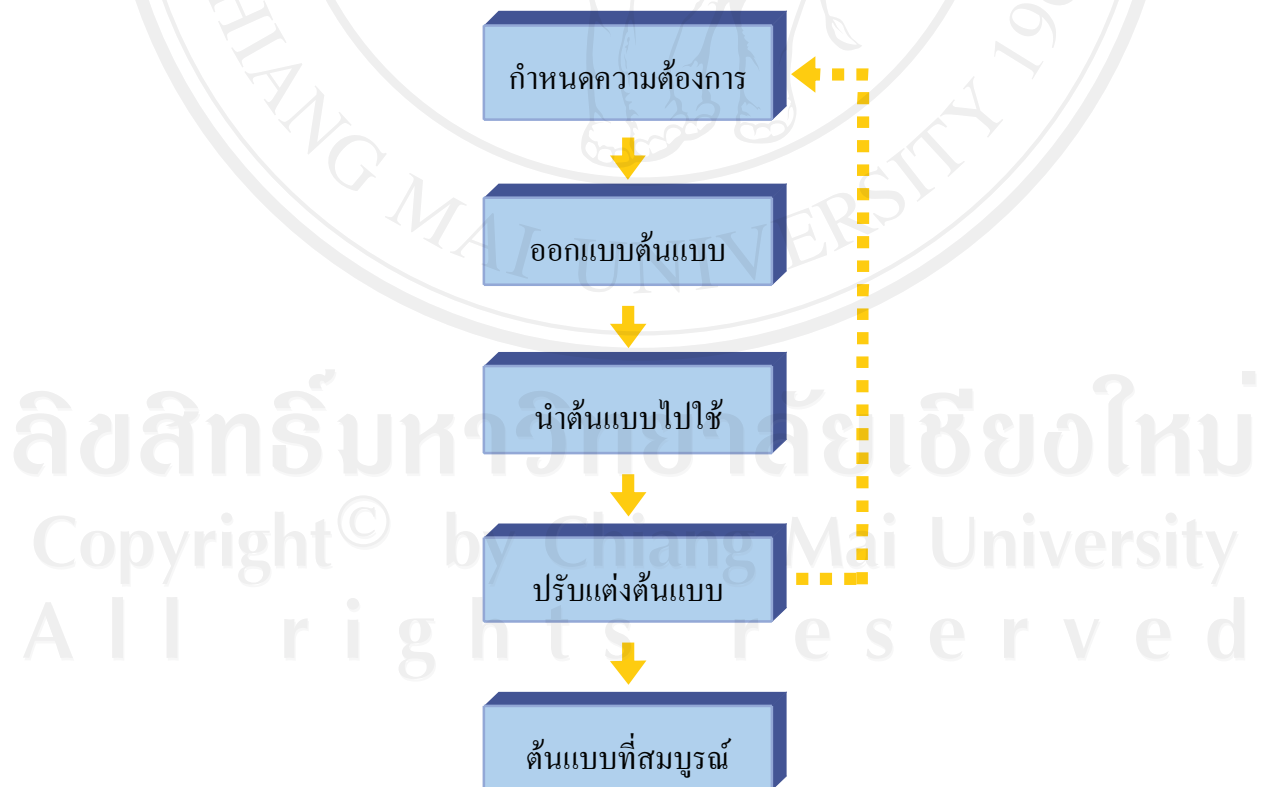 กำหนดความต้องการ
ออกแบบต้นแบบ
นำต้นแบบไปใช้
ปรับแต่งต้นแบบ
ต้นแบบที่สมบูรณ์
CHIANG MAI UNIVERSITY 196
ลิขสิทธิ์มหาวิทยาลัยเชียงใหม่
Copyright© by Chiang Mai University
All rights reserved